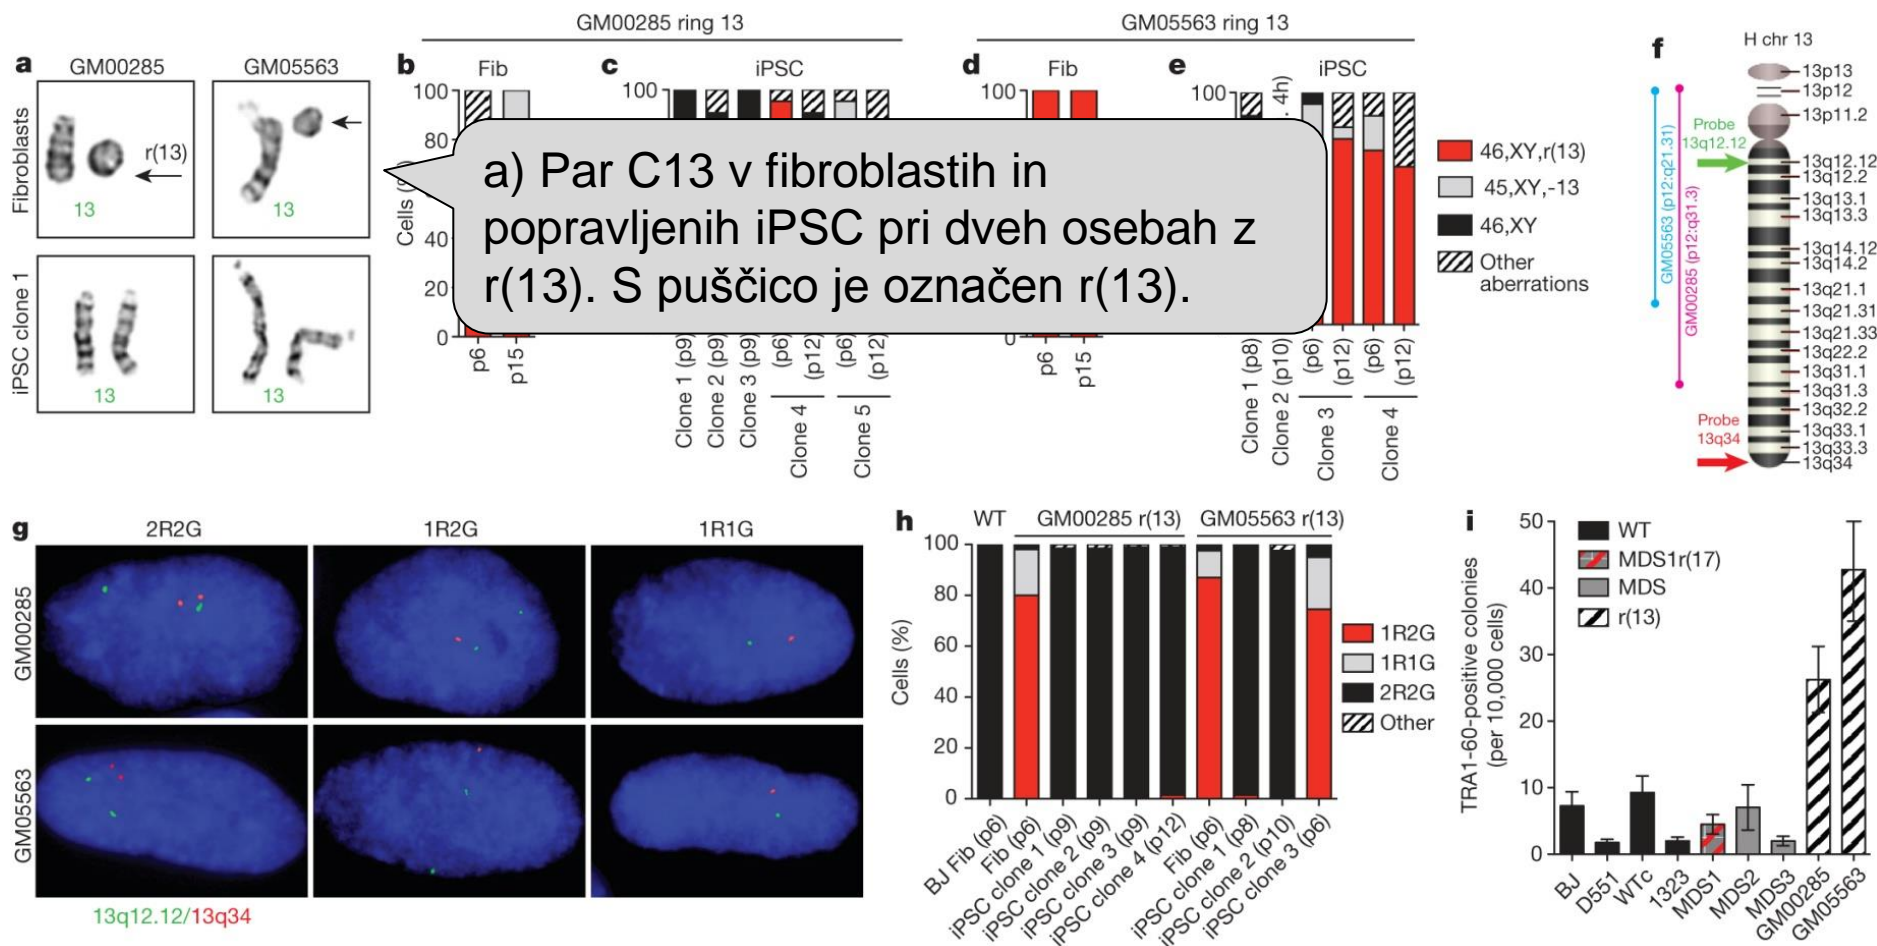 GM00285 ring 13
GM05563 ring 13
a
GM00285
GM05563
Fibroblasts
r(13)
13
13
iPSC clone 1
13
13
b
Fib
100
80
40
20
0
Cells (%)
p6
p15
c
iPSC
100
Clone 1 (p9)
Clone 2 (p9)
Clone 3 (p9)
(p6)
(p12)
Clone 4
(p6)
(p12)
Clone 5
a) Par C13 v fibroblastih in
popravljenih iPSC pri dveh osebah z
r(13). S puščico je označen r(13).
d
Fib
100
0
p6
p15
e
iPSC
100
4h)
Clone 1 (p8)
Clone 2 (p10)
(p6)
(p12)
Clone 3
(p6)
(p12)
Clone 4
46,XY,r(13)
45,XY,-13
46,XY
Other
aberrations
f
H chr 13
13p13
13p12
13p11.2
13q12.12
13q12.2
13q13.1
13q13.3
13q14.12
13q14.2
13q21.1
13q21.31
13q21.33
13q22.2
13q31.1
13q31.3
13q32.2
13q33.1
13q33.3
13q34
Probe
13q12.12
GM05563 (p12:q21.31)
GM00285 (p12:q31.3)
Probe
13q34
g
2R2G
1R2G
1R1G
GM00285
GM05563
13q12.12/13q34
h
WT
GM00285 r(13)
GM05563 r(13)
Cells (%)
100
80
60
40
20
0
BJ Fib (p6)
Fib (p6)
iPSC clone 1 (p9)
iPSC clone 2 (p9)
iPSC clone 3 (p9)
iPSC clone 4 (p12)
Fib (p6)
iPSC clone 1 (p8)
iPSC clone 2 (p10)
iPSC clone 3 (p6)
1R2G
1R1G
2R2G
Other
i
TRA1-60-positive colonies
(per 10,000 cells)
50
40
30
20
10
0
WT
MDS1r(17)
MDS
r(13)
BJ
D551
WTc
1323
MDS1
MDS2
MDS3
GM00285
GM05563